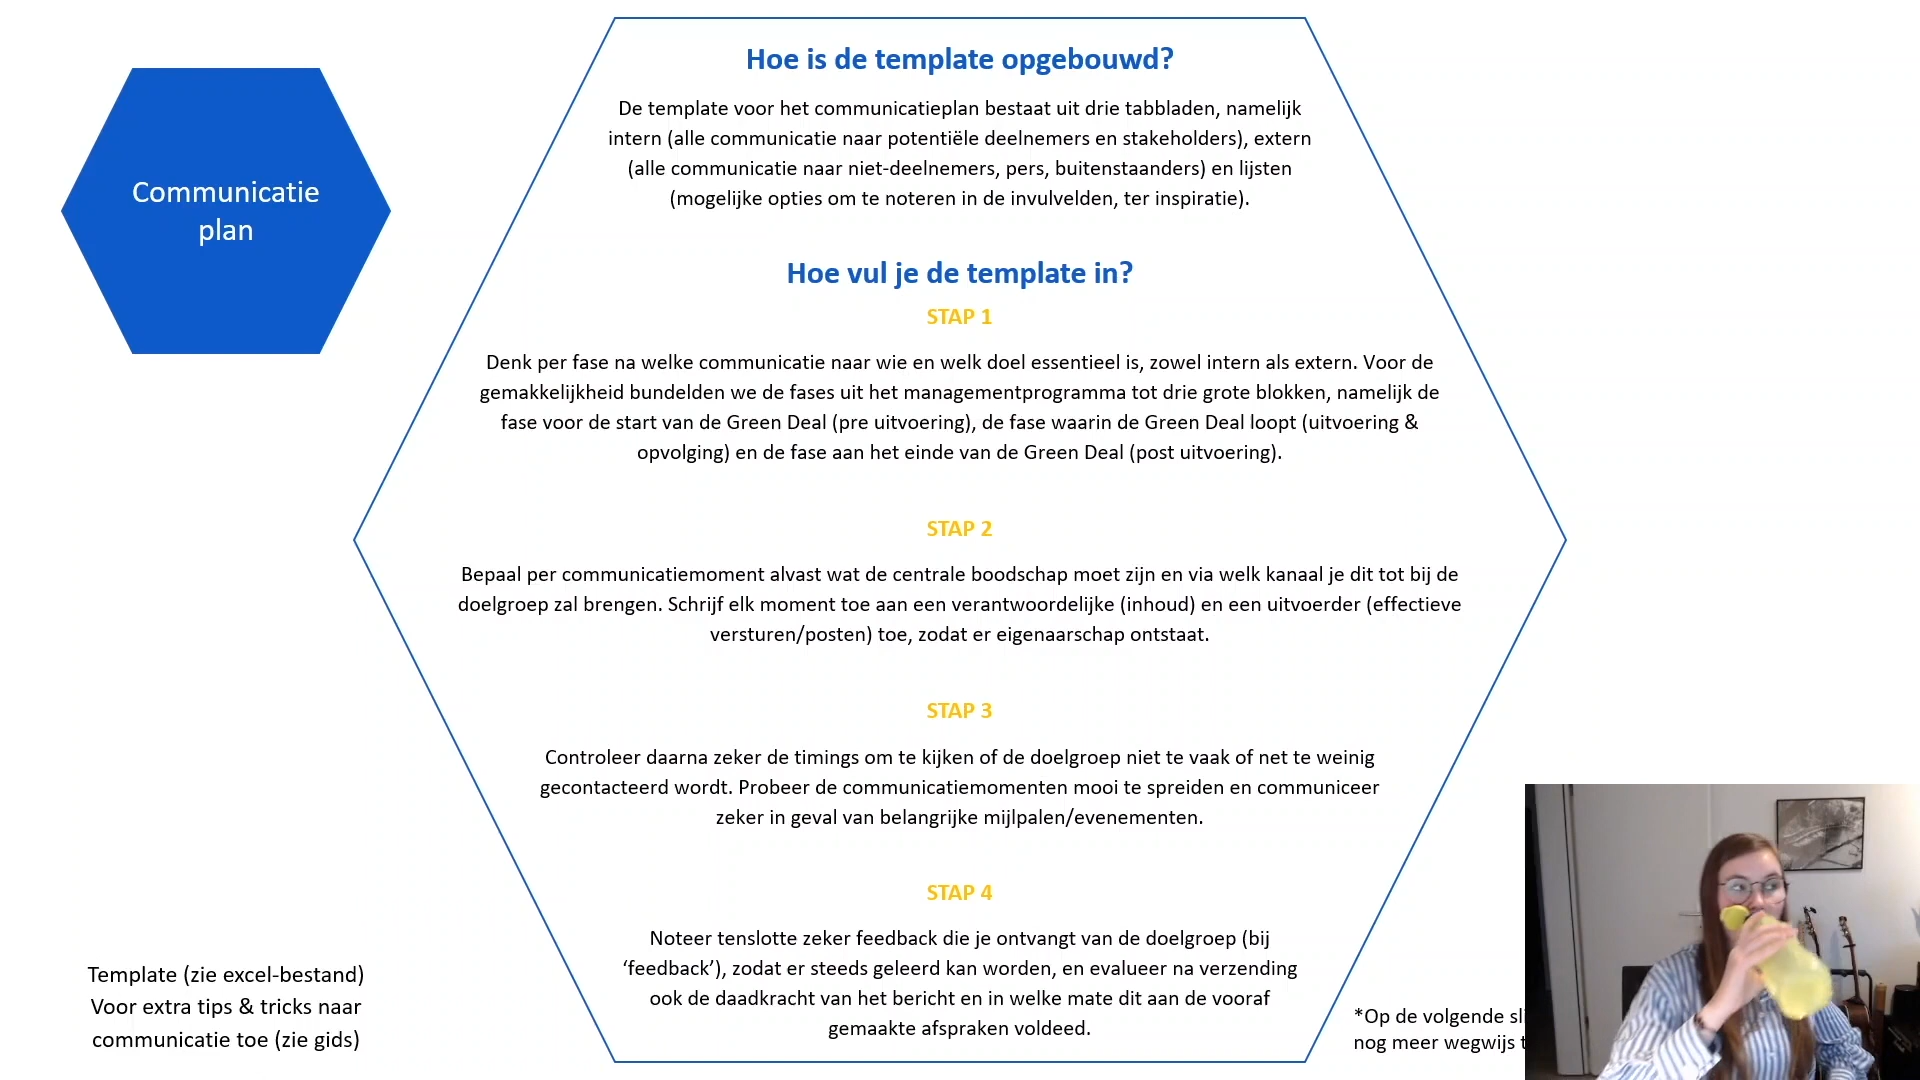 Communicatie
plan
Hoe is de template opgebouwd?
De template voor het communicatieplan bestaat uit drie tabbladen, namelijk
intern (alle communicatie naar potentiële deelnemers en stakeholders), extern
(alle communicatie naar niet-deelnemers, pers, buitenstaanders) en lijsten
(mogelijke opties om te noteren in de invulvelden, ter inspiratie).
Hoe vul je de template in?
STAP 1
Denk per fase na welke communicatie naar wie en welk doel essentieel is, zowel intern als extern. Voor de
gemakkelijkheid bundelden we de fases uit het managementprogramma tot drie grote blokken, namelijk de
fase voor de start van de Green Deal (pre uitvoering), de fase waarin de Green Deal loopt (uitvoering &
opvolging) en de fase aan het einde van de Green Deal (post uitvoering).
STAP 2
Bepaal per communicatiemoment alvast wat de centrale boodschap moet zijn en via welk kanaal je dit tot bij de
doelgroep zal brengen. Schrijf elk moment toe aan een verantwoordelijke (inhoud) en een uitvoerder (effectieve
versturen/posten) toe, zodat er eigenaarschap ontstaat.
STAP 3
Controleer daarna zeker de timings om te kijken of de doelgroep niet te vaak of net te weinig
gecontacteerd wordt. Probeer de communicatiemomenten mooi te spreiden en communiceer
zeker in geval van belangrijke mijlpalen/evenementen.
STAP 4
Noteer tenslotte zeker feedback die je ontvangt van de doelgroep (bij
‘feedback’), zodat er steeds geleerd kan worden, en evalueer na verzending
ook de daadkracht van het bericht en in welke mate dit aan de vooraf
gemaakte afspraken voldeed.
Template (zie excel-bestand)
Voor extra tips & tricks naar
communicatie toe (zie gids)
*Op de volgende
nog meer wegwijs